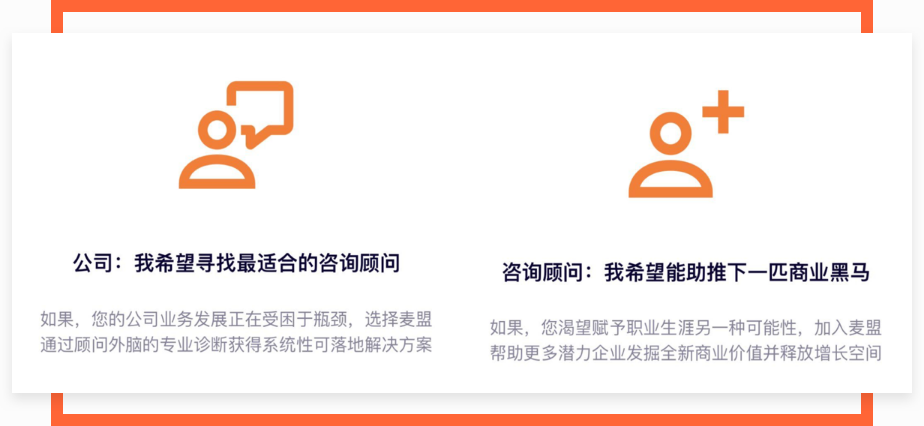 公司：我希望寻找最适合的咨询顾问
如果，您的公司业务发展正在受困于瓶颈，选择麦盟
通过顾问外脑的专业诊断获得系统性可落地解决方案
咨询顾问：我希望能助推下一匹商业黑马
如果，您渴望赋予职业生涯另一种可能性，加入麦盟
帮助更多潜力企业发掘全新商业价值并释放增长空间